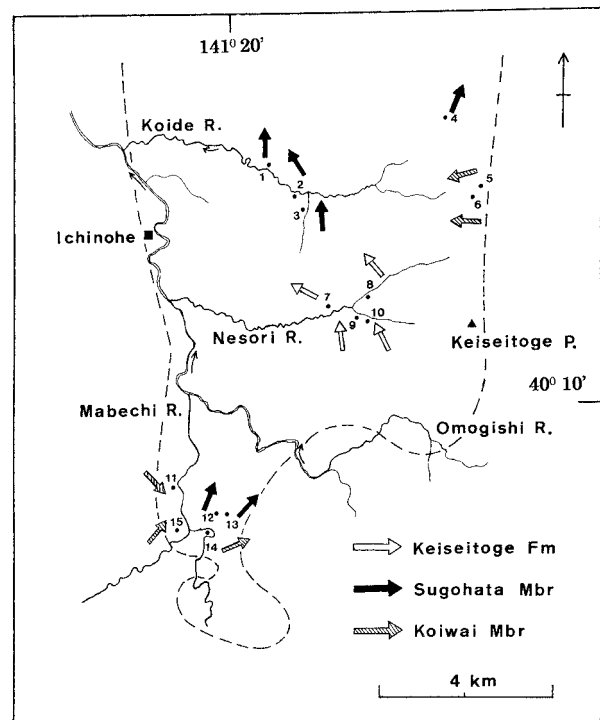 141° 20′
Koide R.
4
1
2
3
5
6
Ichinohe
7
8
9
10
Nesori R.
Keiseitoge P.
40° 10′
Mabechi R.
Omogishi R.
11
12
13
15
14
Keiseitoge Fm
Sugohata Mbr
Koiwai Mbr
4 km